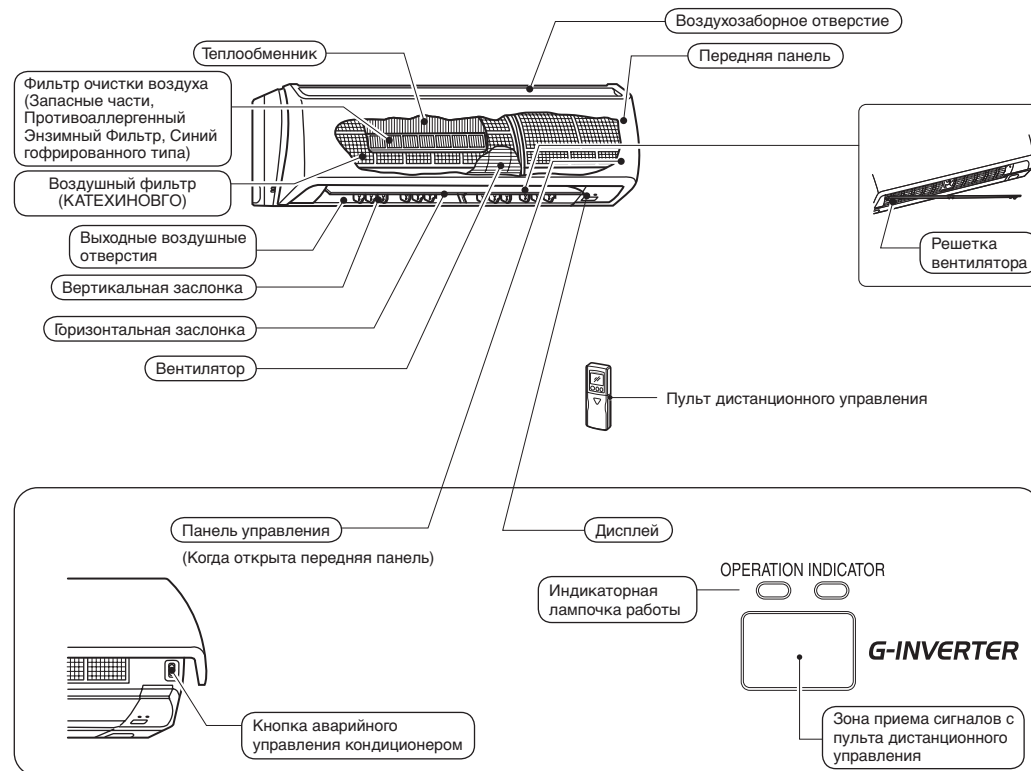 Воздухозаборное отверстие
Теплообменник
Передняя панель
Фильтр очистки воздуха
(Запасные части,
Противоаллергенный
Энзимный Фильтр, Синий
гофрированного типа)
Воздушный фильтр
(КАТЕХИНОВГО)
Выходные воздушные
отверстия
Решетка
вентилятора
Вертикальная заслонка
Горизонтальная заслонка
Вентилятор
Пульт дистанционного управления
Панель управления
(Когда открыта передняя панель)
Дисплей
OPERATION INDICATOR
Индикаторная
лампочка работы
G-INVERTER
Кнопка аварийного
управления кондиционером
Зона приема сигналов с
пульта дистанционного
управления